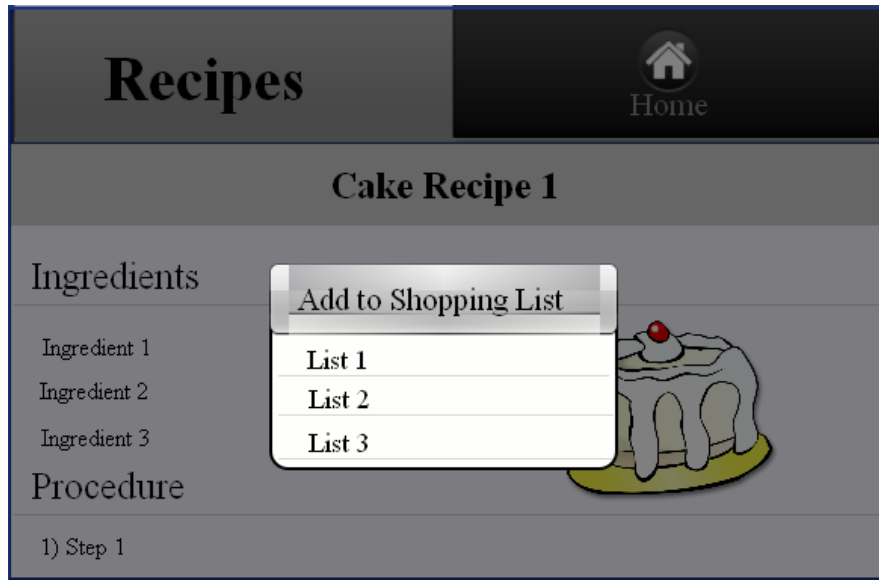 Recipes
Home
Cake Recipe 1
Ingredients
Add to Shopping List
Ingredient 1
List 1
Ingredient 2
List 2
Ingredient 3
List 3
Procedure
1) Step 1